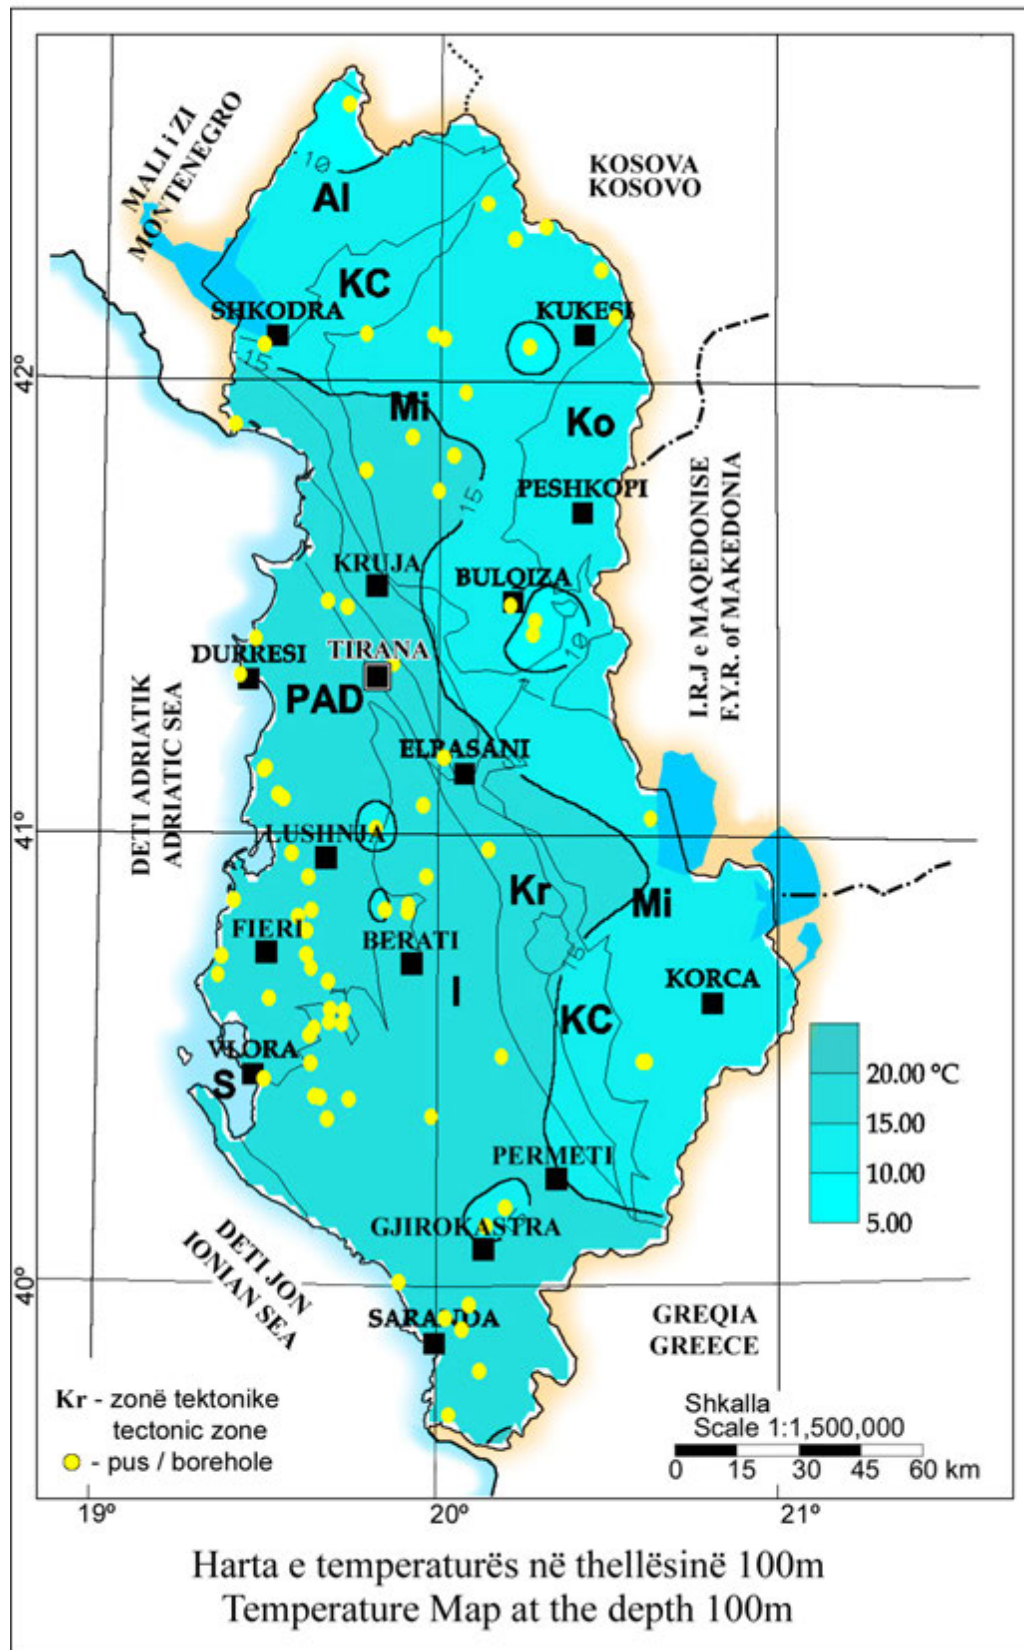 MALI i ZI
MONTENEGRO
KOSOVA
KOSOVO
10
Al
KC
SHKODRA
KUKESI
15
42°
Mi
Ko
15
PESHKOPI
I.R.J e MAQEDONISE
F.Y.R. of MAKEDONIA
KRUJA
BULQIZA
TIRANA
10
DURRESI
PAD
DETI ADRIATIK
ADRIATIC SEA
ELBASANI
41°
LUSHNJA
Kr
Mi
FIERI
BERATI
15
I
KORCA
KC
VLORA
S
20.00 °C
15.00
10.00
5.00
PERMETI
GJIROKASTRA
DETI JON
IONIAN SEA
40°
SARANDA
GREQIA
GREECE
Kr - zonë tektonike
tectonic zone
- pus / borehole
Shkalla
Scale 1:1,500,000
0 15 30 45 60 km
19° 20° 21°
Harta e temperaturës në thellësinë 100m
Temperature Map at the depth 100m